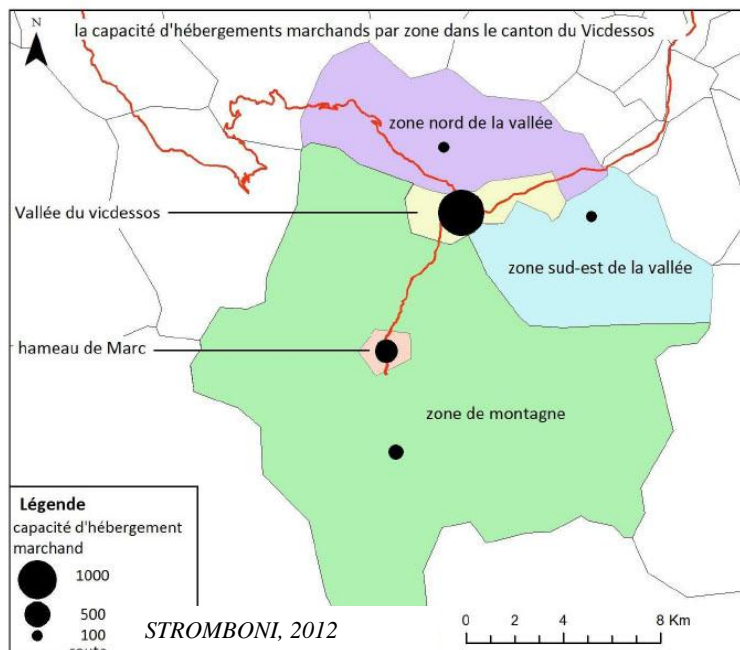 la capacité d'hébergements marchands par zone dans le canton du Vicdessos
N
zone nord de la vallée
Vallée du vicdessos
zone sud-est de la vallée
hameau de Marc
zone de montagne
Légende
capacité d'hébergement
marchand
1000
500
100
route
STROMBONI, 2012
0 2 4 8 Km